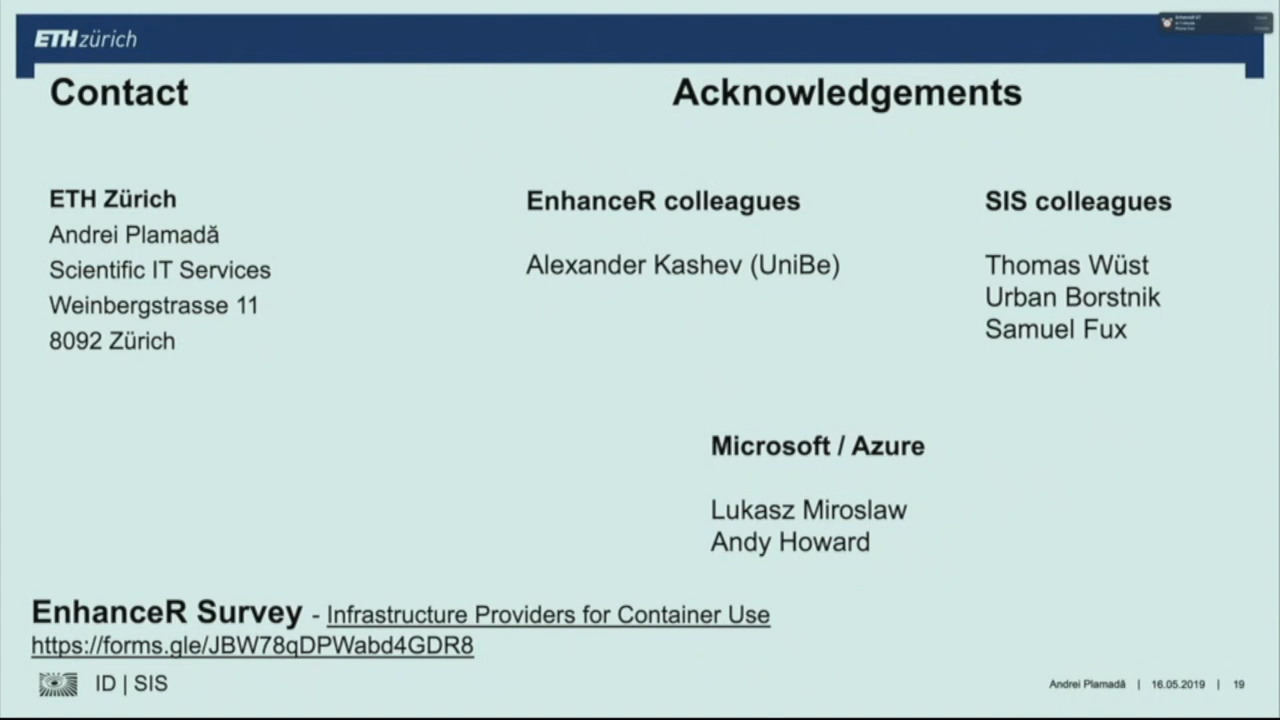 ETH zürich
Contact
Acknowledgements
ETH Zürich
Andrei Plamadă
Scientific IT Services
Weinbergstrasse 11
8092 Zürich
EnhanceR colleagues
Alexander Kashev (UniBe)
SIS colleagues
Thomas Wüst
Urban Borstnik
Samuel Fux
Microsoft / Azure
Lukasz Miroslaw
Andy Howard
EnhanceR Survey - Infrastructure Providers for Container Use
https://forms.gle/JBW78qDPWabd4GDR8
ID | SIS
Andrei Plamadă | 16.05.2019 | 19